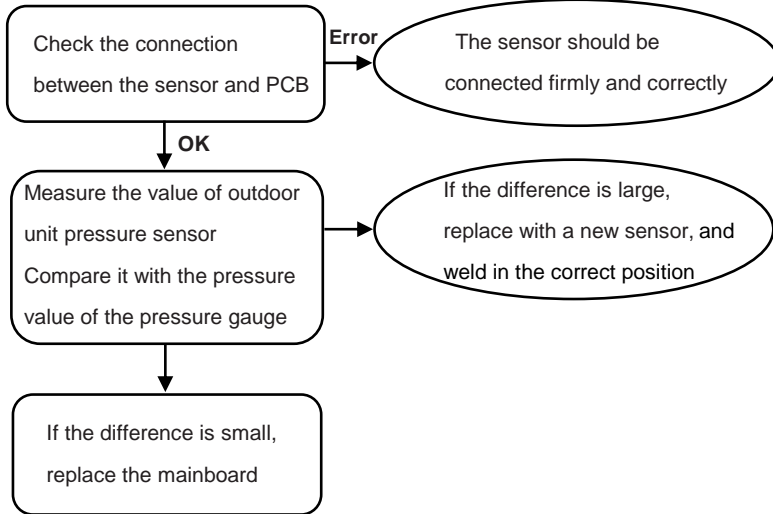 Check the connection
between the sensor and PCB
Error
The sensor should be
connected firmly and correctly
OK
Measure the value of outdoor
unit pressure sensor
Compare it with the pressure
value of the pressure gauge
If the difference is large,
replace with a new sensor, and
weld in the correct position
If the difference is small,
replace the mainboard